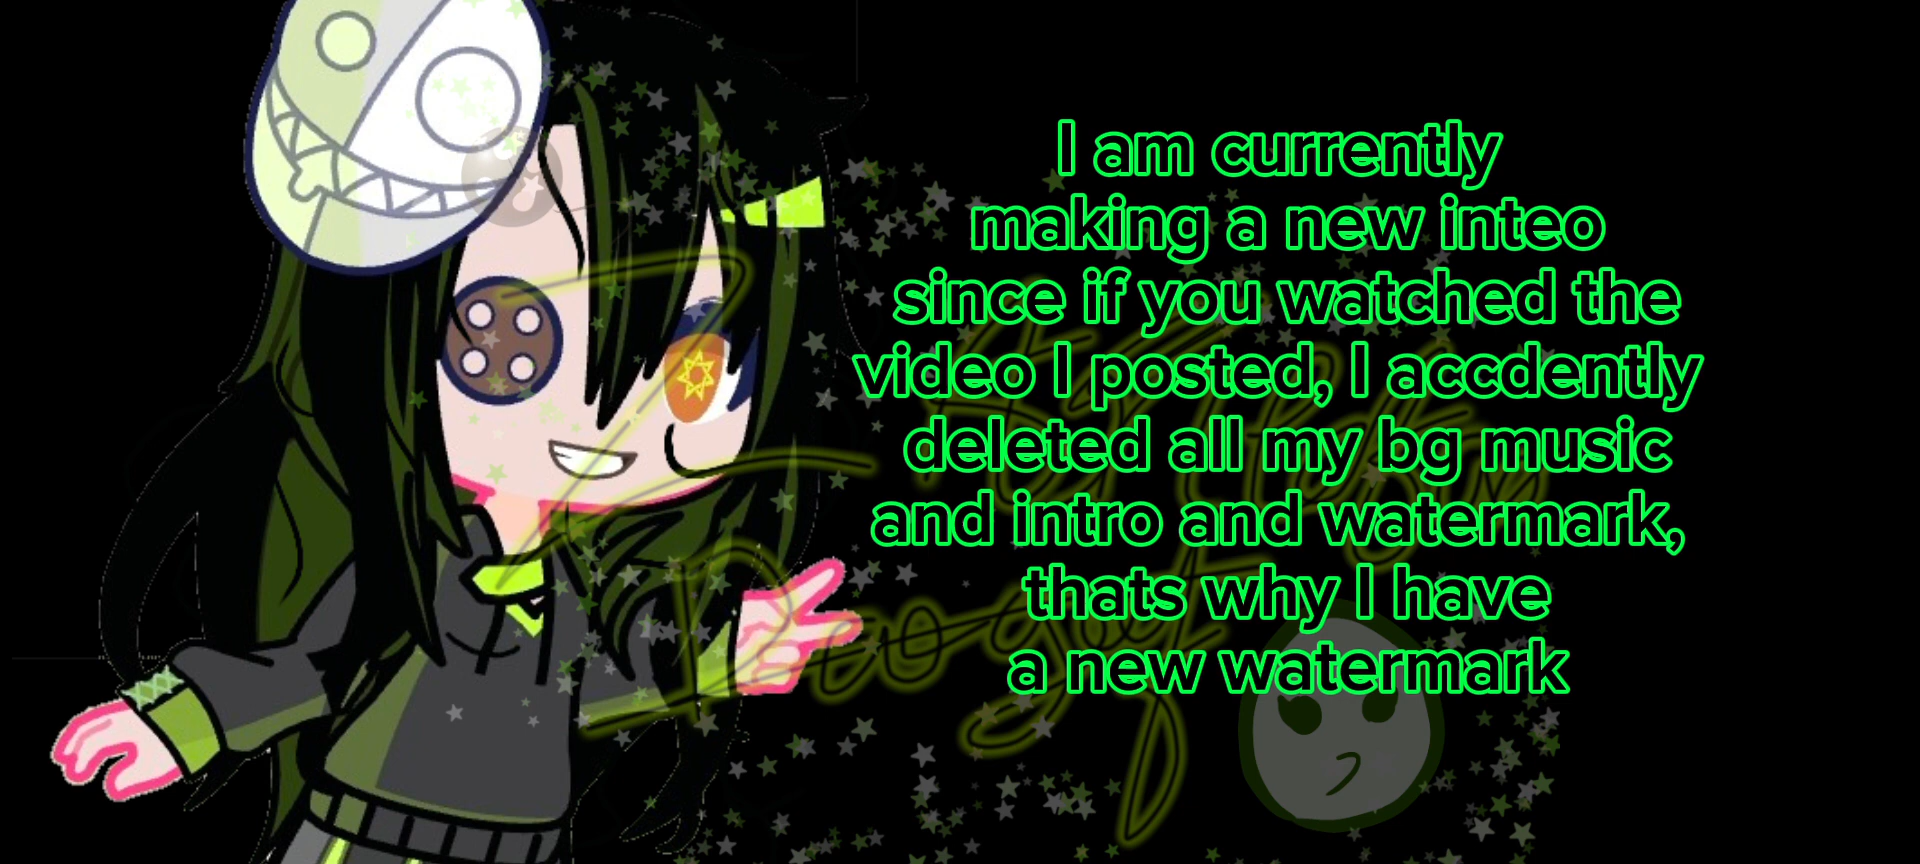 I am currently
making a new inteo
since if you watched the
video I posted, I accdently
deleted all my bg music
and intro and watermark,
thats why I have
a new watermark